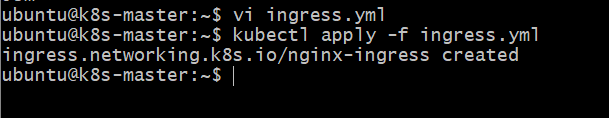 ubuntu@k8s-master:~$ vi ingress.yml
ubuntu@k8s-master:~$ kubectl apply -f ingress.yml
ingress.networking.k8s.io/nginx-ingress created
ubuntu@k8s-master:~$